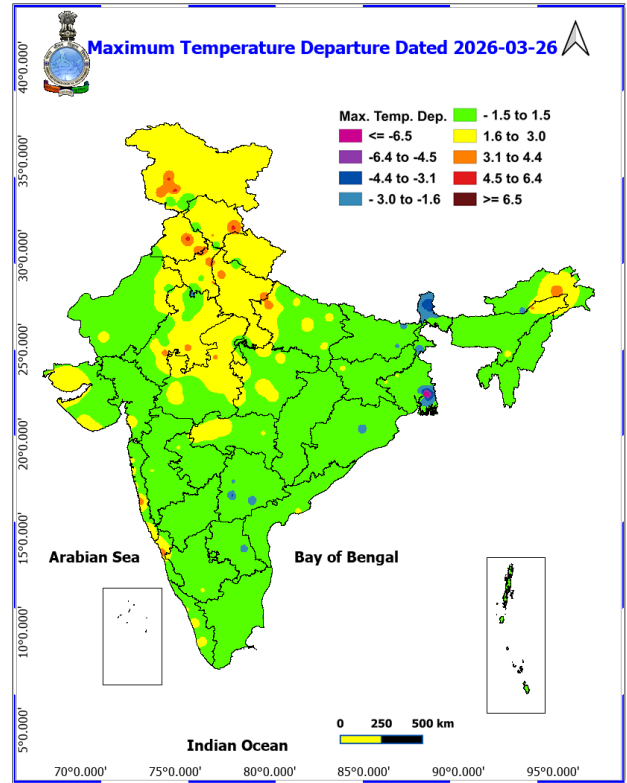 Maximum Temperature Departure Dated 2026-03-26
Max. Temp. Dep.
<= -6.5
-6.4 to -4.5
-4.4 to -3.1
- 3.0 to -1.6
- 1.5 to 1.5
1.6 to 3.0
3.1 to 4.4
4.5 to 6.4
>= 6.5
40°0.000'
35°0.000'
30°0.000'
25°0.000'
20°0.000'
15°0.000'
10°0.000'
5°0.000'
Arabian Sea
Bay of Bengal
Indian Ocean
0 250 500 km
70°0.000' 75°0.000' 80°0.000' 85°0.000' 90°0.000' 95°0.000'